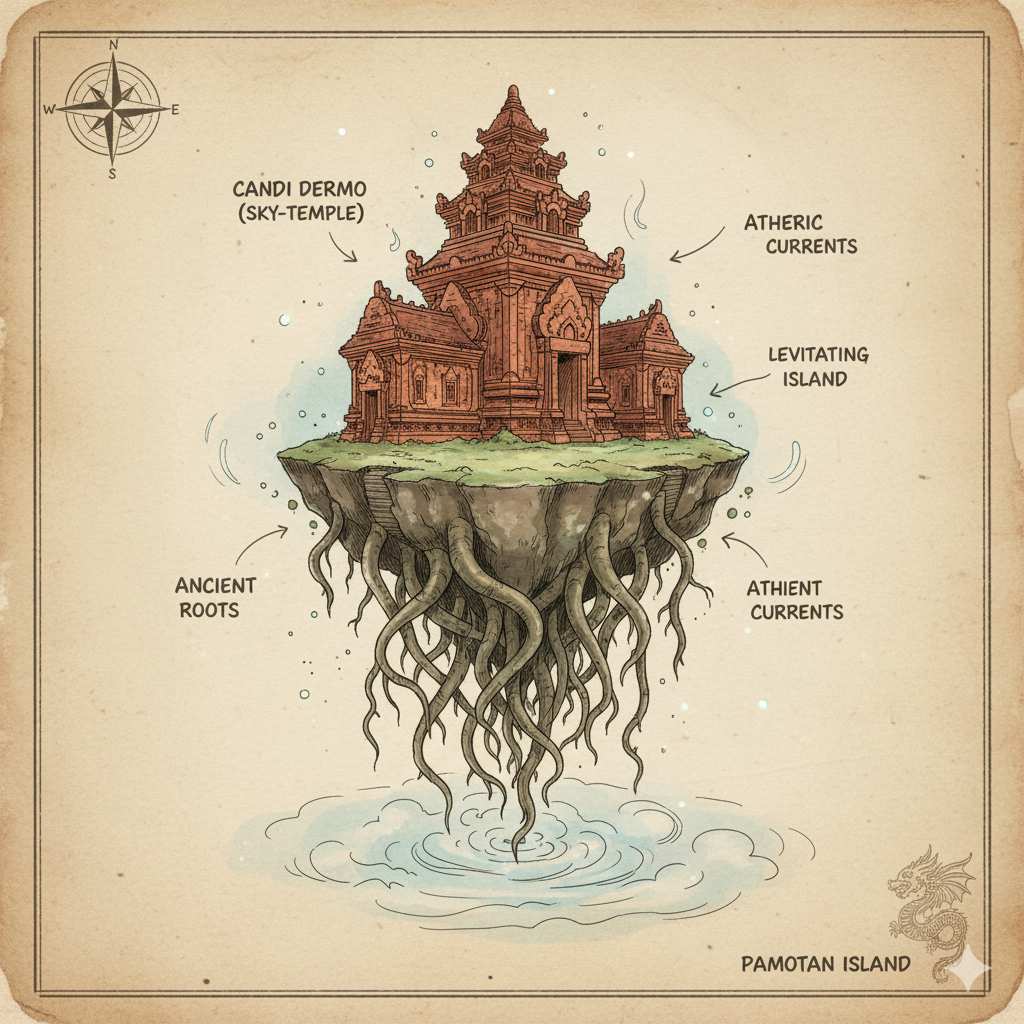 N
W
E
S
CANDI DERMO
(SKY-TEMPLE)
ATHERIC
CURRENTS
LEVITATING
ISLAND
ANCIENT
ROOTS
ATHIENT
CURRENTS
PAMOTAN ISLAND